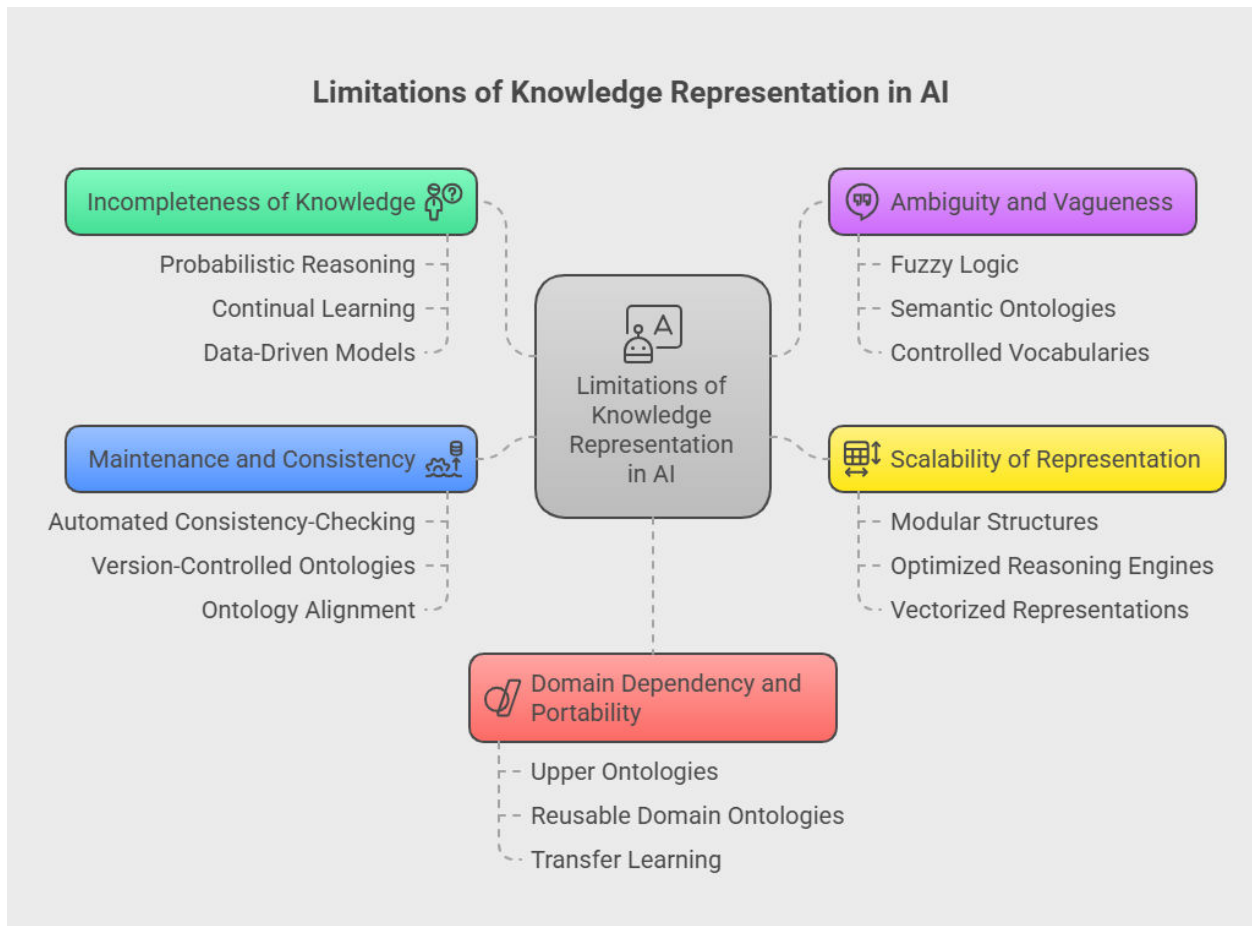 Limitations of Knowledge Representation in AI
Incompleteness of Knowledge
Probabilistic Reasoning
Continual Learning
Data-Driven Models
Ambiguity and Vagueness
Fuzzy Logic
Semantic Ontologies
Controlled Vocabularies
A
Limitations of
Knowledge
Representation
in AI
Maintenance and Consistency
Automated Consistency-Checking
Version-Controlled Ontologies
Ontology Alignment
Scalability of Representation
Modular Structures
Optimized Reasoning Engines
Vectorized Representations
Domain Dependency and
Portability
Upper Ontologies
Reusable Domain Ontologies
Transfer Learning